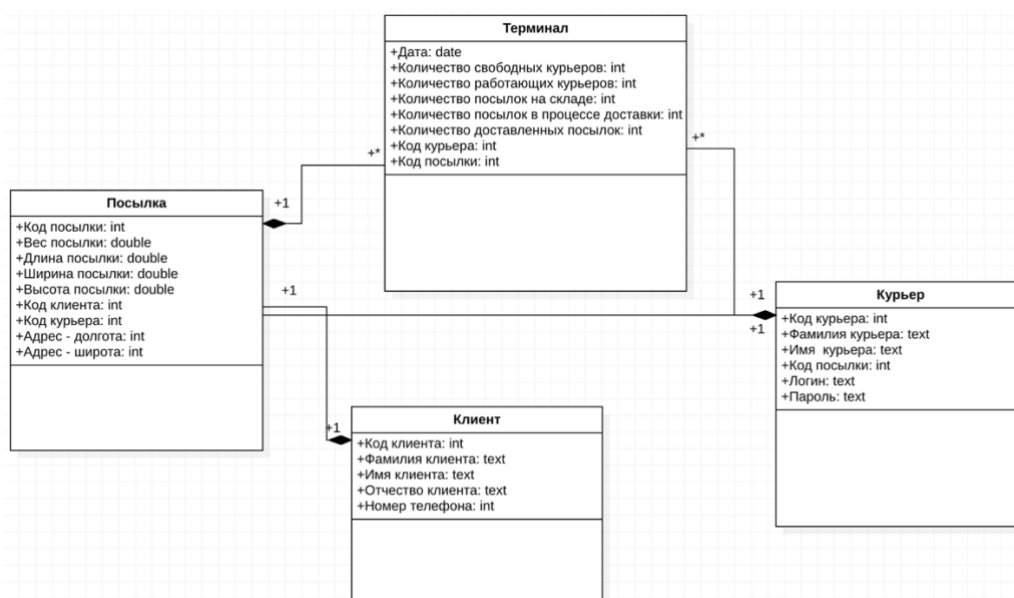 Терминал
+Дата: date
+Количество свободных курьеров: int
+Количество работающих курьеров: int
+Количество посылок на складе: int
+Количество посылок в процессе доставки: int
+Количество доставленных посылок: int
+Код курьера: int
+Код посылки: int
+*
+*
+1
Посылка
+Код посылки: int
+Вес посылки: double
+Длина посылки: double
+Ширина посылки: double
+Высота посылки: double
+Код клиента: int
+Код курьера: int
+Адрес - долгота: int
+Адрес - широта: int
+1
+1
+1
Курьер
+Код курьера: int
+Фамилия курьера: text
+Имя  курьера: text
+Код посылки: int
+Логин: text
+Пароль: text
+1
Клиент
+Код клиента: int
+Фамилия клиента: text
+Имя клиента: text
+Отчество клиента: text
+Номер телефона: int